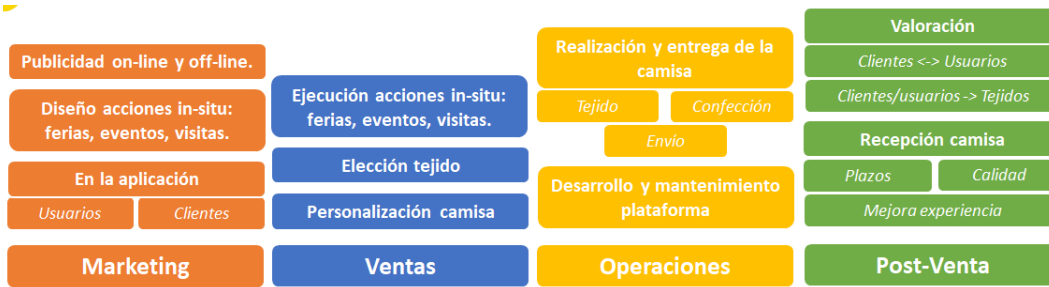 Publicidad on-line y off-line.
Diseño acciones in-situ:
ferias, eventos, visitas.
En la aplicación
Usuarios
Clientes
Marketing
Ejecución acciones in-situ:
ferias, eventos, visitas.
Elección tejido
Personalización camisa
Ventas
Realización y entrega de la
camisa
Tejido
Confección
Envío
Desarrollo y mantenimiento
plataforma
Operaciones
Valoración
Clientes <-> Usuarios
Clientes/usuarios -> Tejidos
Recepción camisa
Plazos
Calidad
Mejora experiencia
Post-Venta